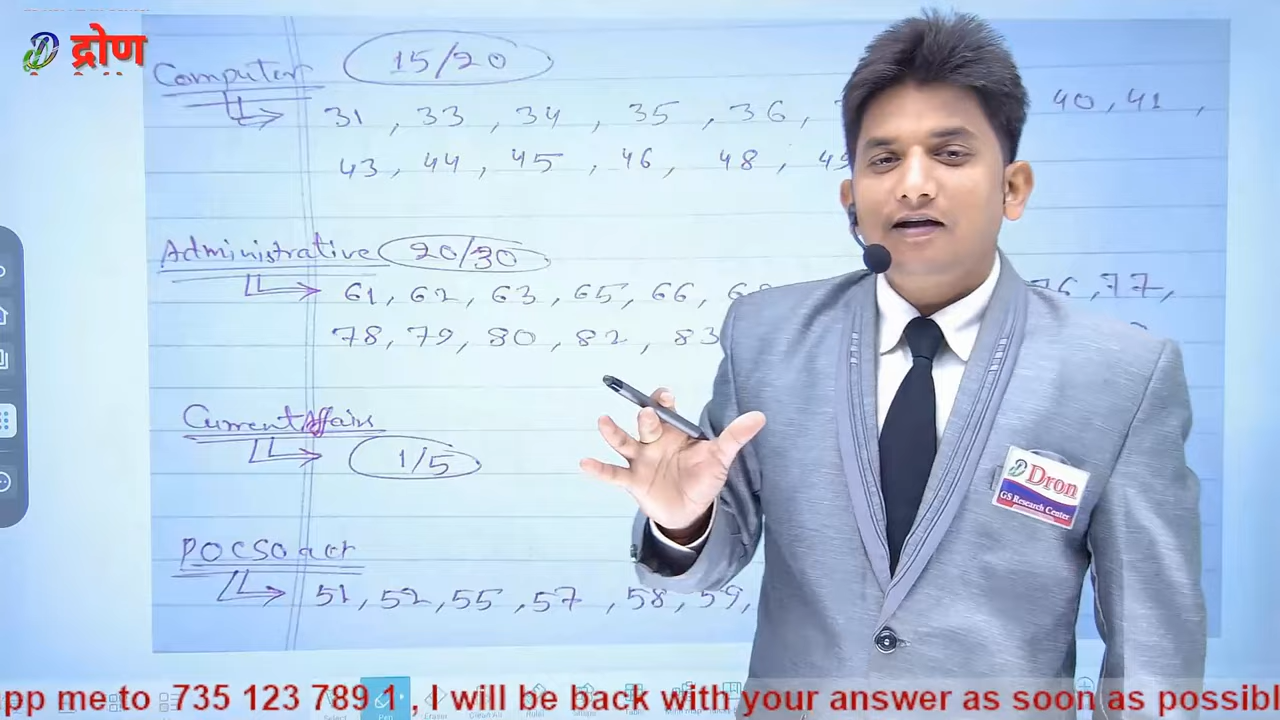 द्रोण
Computer 15/20
31, 33, 34, 35, 36, 40, 41,
43, 44, 45, 46, 48, 49
Administrative 20/30
61, 62, 63, 65, 66, 76, 77,
78, 79, 80, 82, 83
Current Affairs
1/5
POCSO act
51, 52, 55, 57, 58, 59,
Dron
GS Research Center
pp me to 735 123 789 1 , I will be back with your answer as soon as possibl